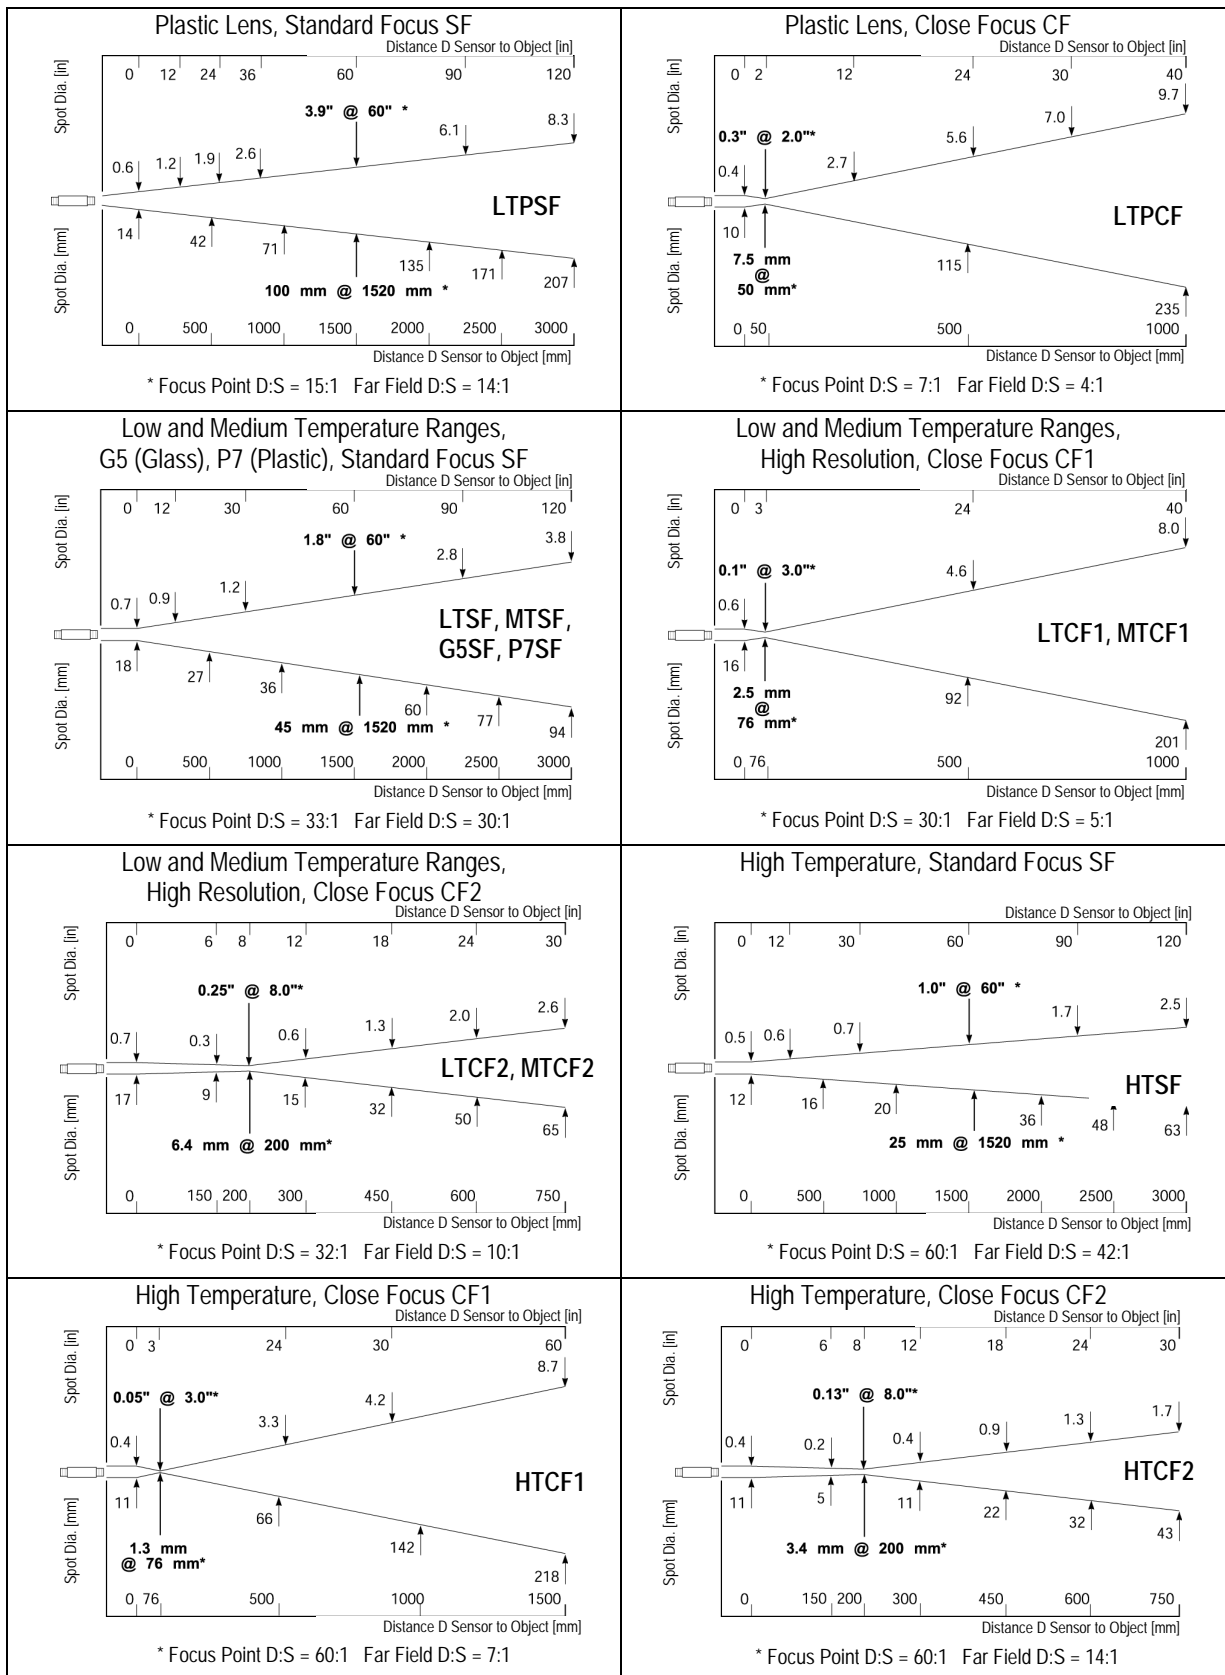 Plastic Lens, Standard Focus SF
Distance D Sensor to Object [in]
Spot Dia. [in]
0 12 24 36 60 90 120
3.9" @ 60" *
0.6 1.2 1.9 2.6 6.1 8.3
LTPSF
Spot Dia. [mm]
14 42 71 135 171 207
100 mm @ 1520 mm *
0 500 1000 1500 2000 2500 3000
Distance D Sensor to Object [mm]
* Focus Point D:S = 15:1 Far Field D:S = 14:1
Plastic Lens, Close Focus CF
Distance D Sensor to Object [in]
Spot Dia. [in]
0 2 12 24 30 40
0.3" @ 2.0"*
0.4 2.7 5.6 7.0 9.7
LTPCF
Spot Dia. [mm]
10 115 235
7.5 mm
@
50 mm*
0 50 500 1000
Distance D Sensor to Object [mm]
* Focus Point D:S = 7:1 Far Field D:S = 4:1
Low and Medium Temperature Ranges,
G5 (Glass), P7 (Plastic), Standard Focus SF
Distance D Sensor to Object [in]
Spot Dia. [in]
0 12 30 60 90 120
1.8" @ 60" *
0.7 0.9 1.2 2.8 3.8
LTSF, MTSF,
G5SF, P7SF
Spot Dia. [mm]
18 27 36 60 77 94
45 mm @ 1520 mm *
0 500 1000 1500 2000 2500 3000
Distance D Sensor to Object [mm]
* Focus Point D:S = 33:1 Far Field D:S = 30:1
Low and Medium Temperature Ranges,
High Resolution, Close Focus CF1
Distance D Sensor to Object [in]
Spot Dia. [in]
0 3 24 40
0.1" @ 3.0"*
0.6 4.6 8.0
LTCF1, MTCF1
Spot Dia. [mm]
16 92 201
2.5 mm
@
76 mm*
0 76 500 1000
Distance D Sensor to Object [mm]
* Focus Point D:S = 30:1 Far Field D:S = 5:1
Low and Medium Temperature Ranges,
High Resolution, Close Focus CF2
Distance D Sensor to Object [in]
Spot Dia. [in]
0 6 8 12 18 24 30
0.25" @ 8.0"*
0.7 0.3 0.6 1.3 2.0 2.6
LTCF2, MTCF2
Spot Dia. [mm]
17 9 15 32 50 65
6.4 mm @ 200 mm*
0 150 200 300 450 600 750
Distance D Sensor to Object [mm]
* Focus Point D:S = 32:1 Far Field D:S = 10:1
High Temperature, Standard Focus SF
Distance D Sensor to Object [in]
Spot Dia. [in]
0 12 30 60 90 120
1.0" @ 60" *
0.5 0.6 0.7 1.7 2.5
HTSF
Spot Dia. [mm]
12 16 20 36 48 63
25 mm @ 1520 mm *
0 500 1000 1500 2000 2500 3000
Distance D Sensor to Object [mm]
* Focus Point D:S = 60:1 Far Field D:S = 42:1
High Temperature, Close Focus CF1
Distance D Sensor to Object [in]
Spot Dia. [in]
0 3 24 30 60
0.05" @ 3.0"*
0.4 3.3 4.2 8.7
HTCF1
Spot Dia. [mm]
11 66 142 218
1.3 mm
@ 76 mm*
0 76 500 1000 1500
Distance D Sensor to Object [mm]
* Focus Point D:S = 60:1 Far Field D:S = 7:1
High Temperature, Close Focus CF2
Distance D Sensor to Object [in]
Spot Dia. [in]
0 6 8 12 18 24 30
0.13" @ 8.0"*
0.4 0.2 0.4 0.9 1.3 1.7
HTCF2
Spot Dia. [mm]
11 5 11 22 32 43
3.4 mm @ 200 mm*
0 150 200 300 450 600 750
Distance D Sensor to Object [mm]
* Focus Point D:S = 60:1 Far Field D:S = 14:1